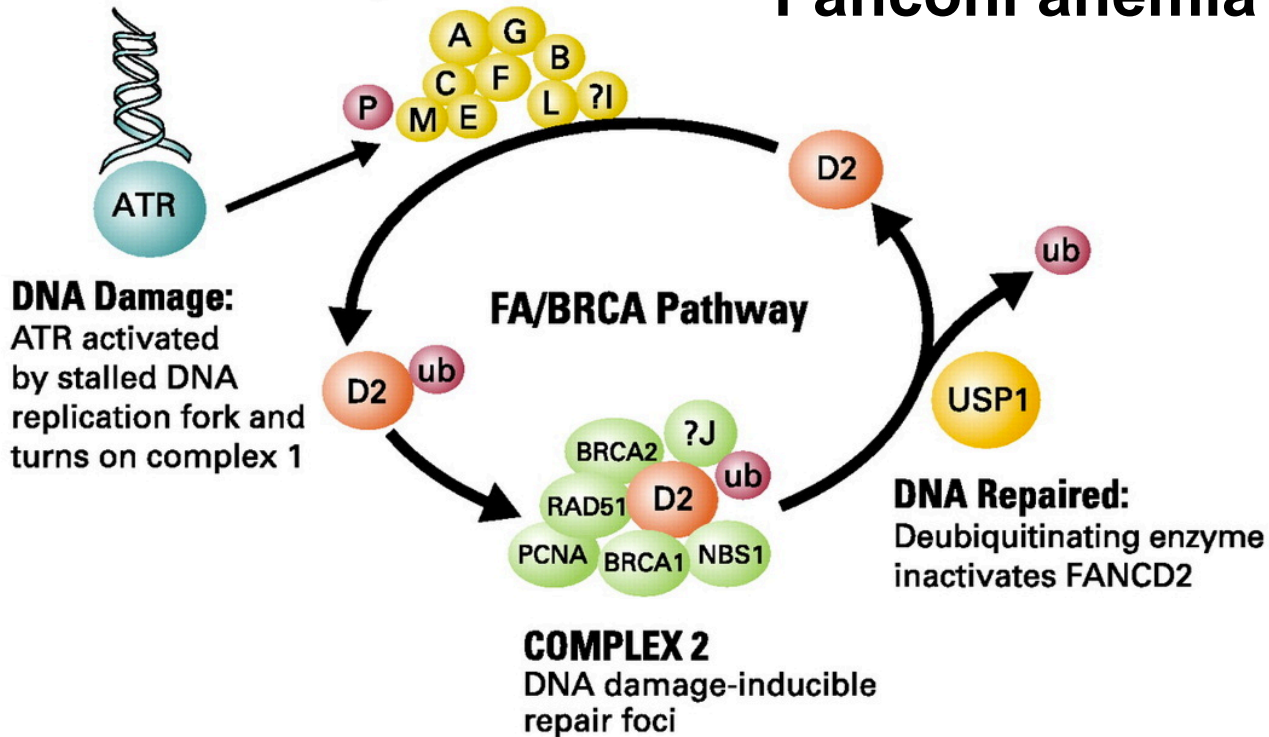 Fanconi anemia
A
G
B
C
F
?I
L
P
M
E
D2
ATR
ub
DNA Damage:
ATR activated
by stalled DNA
replication fork and
turns on complex 1
FA/BRCA Pathway
D2
ub
USP1
BRCA2
?J
ub
D2
RAD51
PCNA
BRCA1
NBS1
DNA Repaired:
Deubiquitinating enzyme
inactivates FANCD2
COMPLEX 2
DNA damage-inducible
repair foci